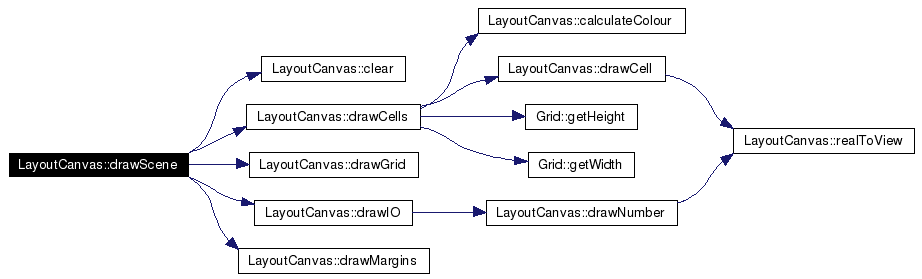 LayoutCanvas::calculateColour
LayoutCanvas::clear
LayoutCanvas::drawCell
LayoutCanvas::drawCells
Grid::getHeight
LayoutCanvas::realToView
LayoutCanvas::drawScene
LayoutCanvas::drawGrid
Grid::getWidth
LayoutCanvas::drawIO
LayoutCanvas::drawNumber
LayoutCanvas::drawMargins